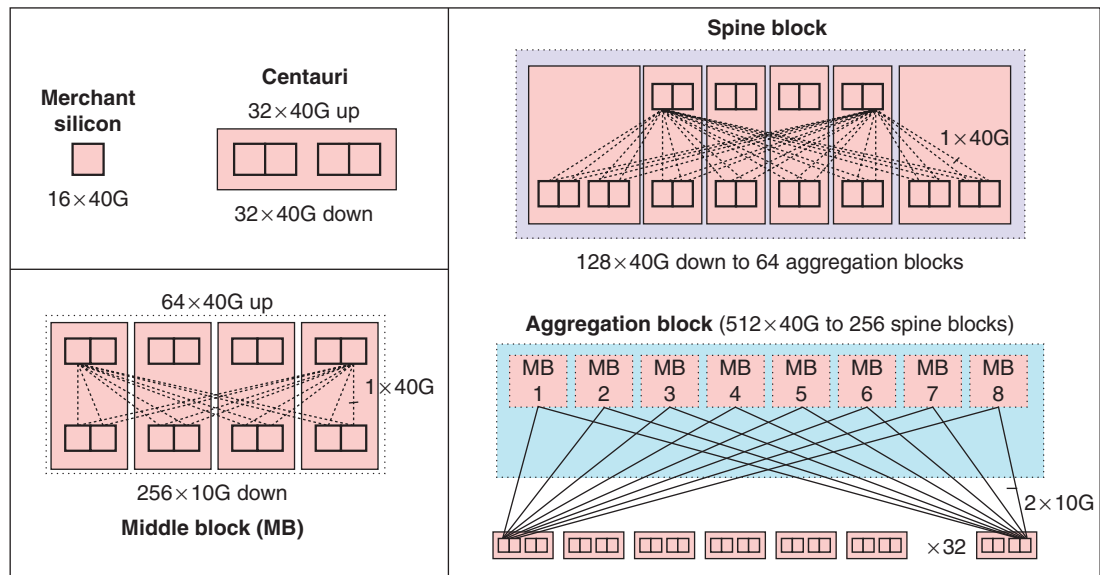 Merchant
silicon
16×40G
Centauri
32×40G up
32×40G down
64×40G up
1×40G
256×10G down
Middle block (MB)
Spine block
1×40G
128×40G down to 64 aggregation blocks
Aggregation block (512×40G to 256 spine blocks)
MB MB MB MB MB MB MB MB
1 2 3 4 5 6 7 8
2×10G
×32